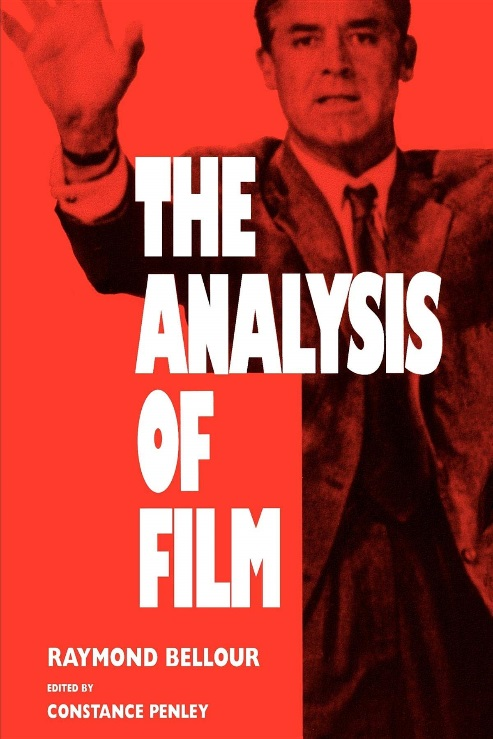 THE
ANALYSIS
OF
FILM
RAYMOND BELLOUR
EDITED BY
CONSTANCE PENLEY